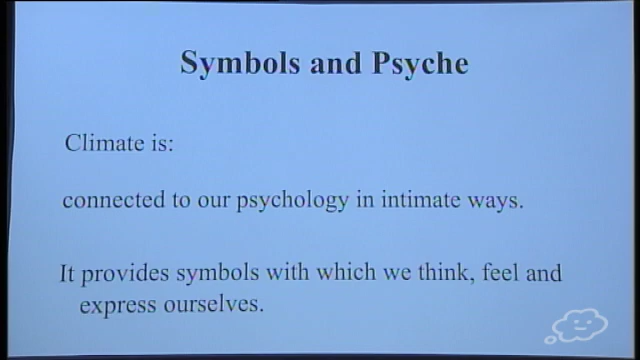 Symbols and Psyche
Climate is:
connected to our psychology in intimate ways.
It provides symbols with which we think, feel and
express ourselves.